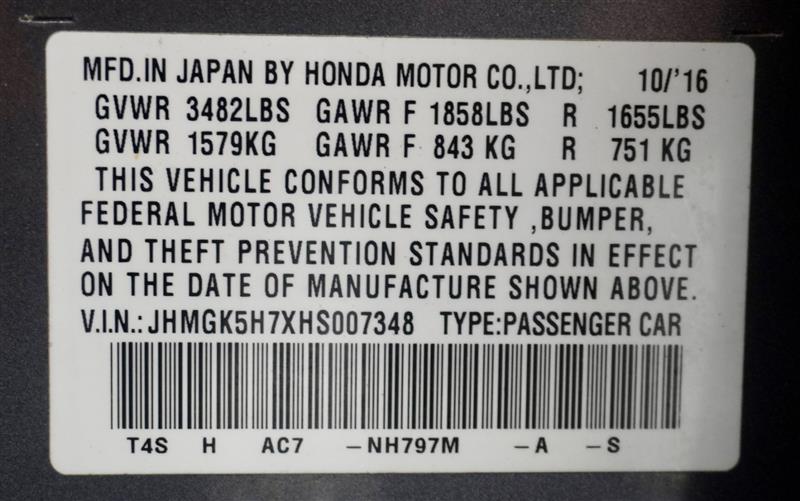 MFD.IN JAPAN BY HONDA MOTOR CO.,LTD; 10/'16
GVWR 3482LBS GAWR F 1858LBS R 1655LBS
GVWR 1579KG GAWR F 843 KG R 751 KG
THIS VEHICLE CONFORMS TO ALL APPLICABLE
FEDERAL MOTOR VEHICLE SAFETY ,BUMPER,
AND THEFT PREVENTION STANDARDS IN EFFECT
ON THE DATE OF MANUFACTURE SHOWN ABOVE.
V.I.N.:JHMGK5H7XHS007348 TYPE:PASSENGER CAR
T4S H AC7 –NH797M –A –S